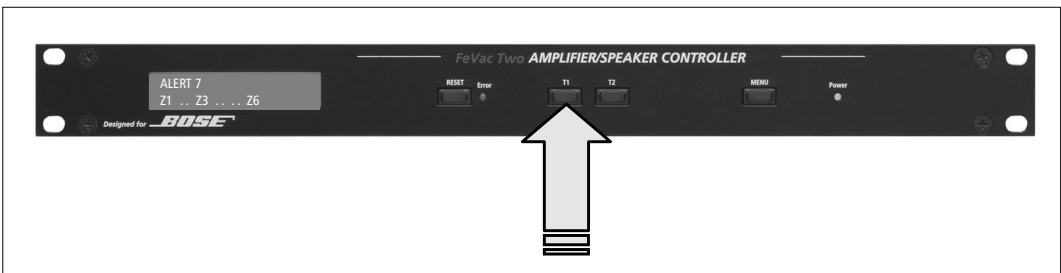 FeVac Two AMPLIFIER/SPEAKER CONTROLLER
ALERT 7
Z1 .. Z3 .. .. Z6
RESET Error T1 T2 MENU Power
Designed for BOSE